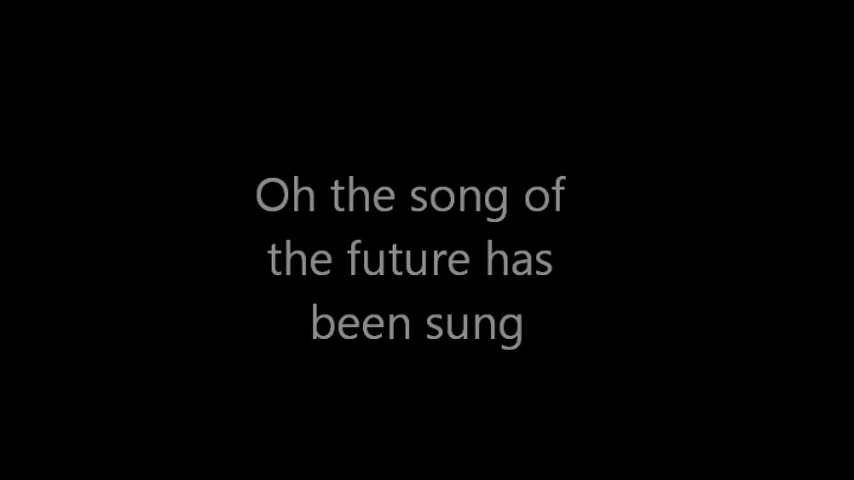 Oh the song of
the future has
been sung